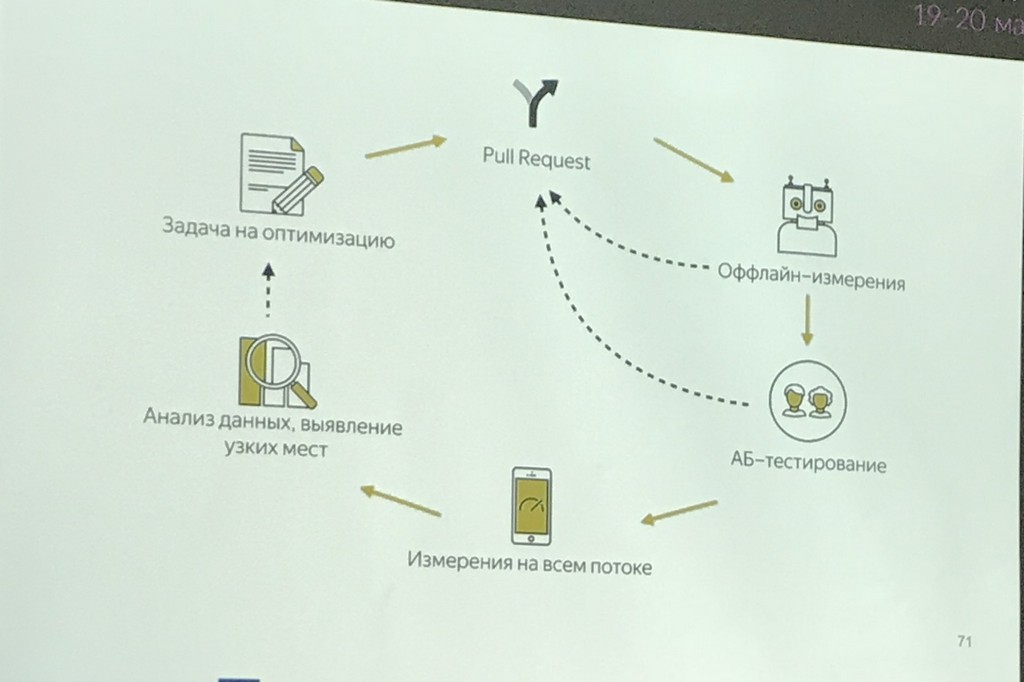 19-20 ма
Pull Request
Задача на оптимизацию
Оффлайн-измерения
Анализ данных, выявление
узких мест
АБ-тестирование
Измерения на всем потоке
71